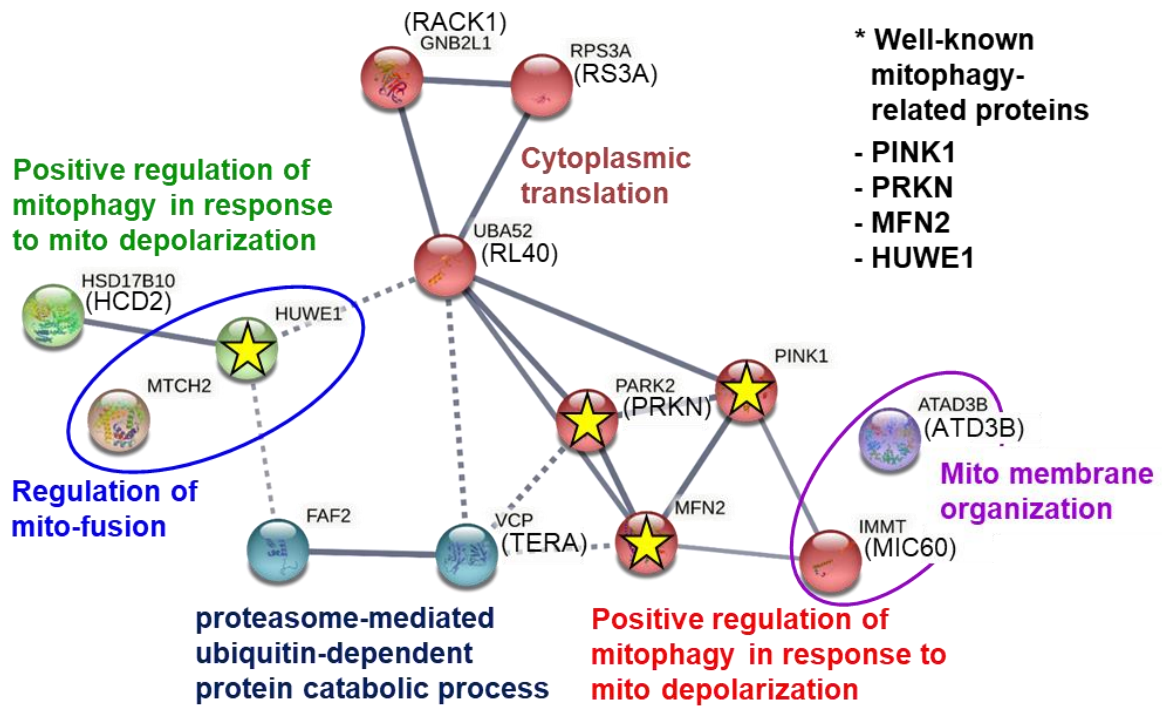 (RACK1)
GNB2L1
RPS3A
(RS3A)
* Well-known
mitophagy-
related proteins
- PINK1
- PRKN
- MFN2
- HUWE1
Positive regulation of
mitophagy in response
to mito depolarization
Cytoplasmic
translation
UBA52
(RL40)
HSD17B10
(HCD2)
HUWE1
MTCH2
PINK1
PARK2
(PRKN)
ATAD3B
(ATD3B)
Mito membrane
organization
Regulation of
mito-fusion
FAF2
VCP
(TERA)
MFN2
IMMT
(MIC60)
proteasome-mediated
ubiquitin-dependent
protein catabolic process
Positive regulation of
mitophagy in response to
mito depolarization